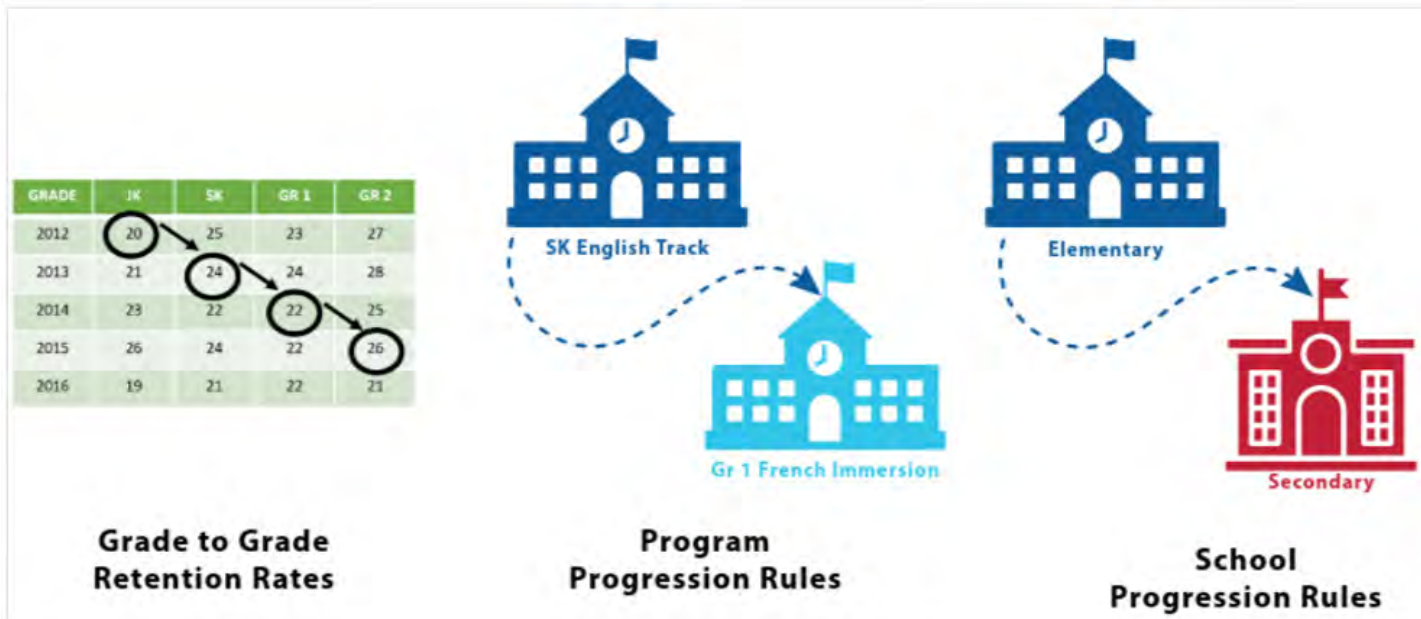 GRADE JK SK GR 1 GR 2
2012 20 25 23 27
2013 21 24 24 28
2014 23 22 22 25
2015 26 24 22 26
2016 19 21 22 21
Grade to Grade
Retention Rates
SK English Track
Gr 1 French Immersion
Program
Progression Rules
Elementary
Secondary
School
Progression Rules